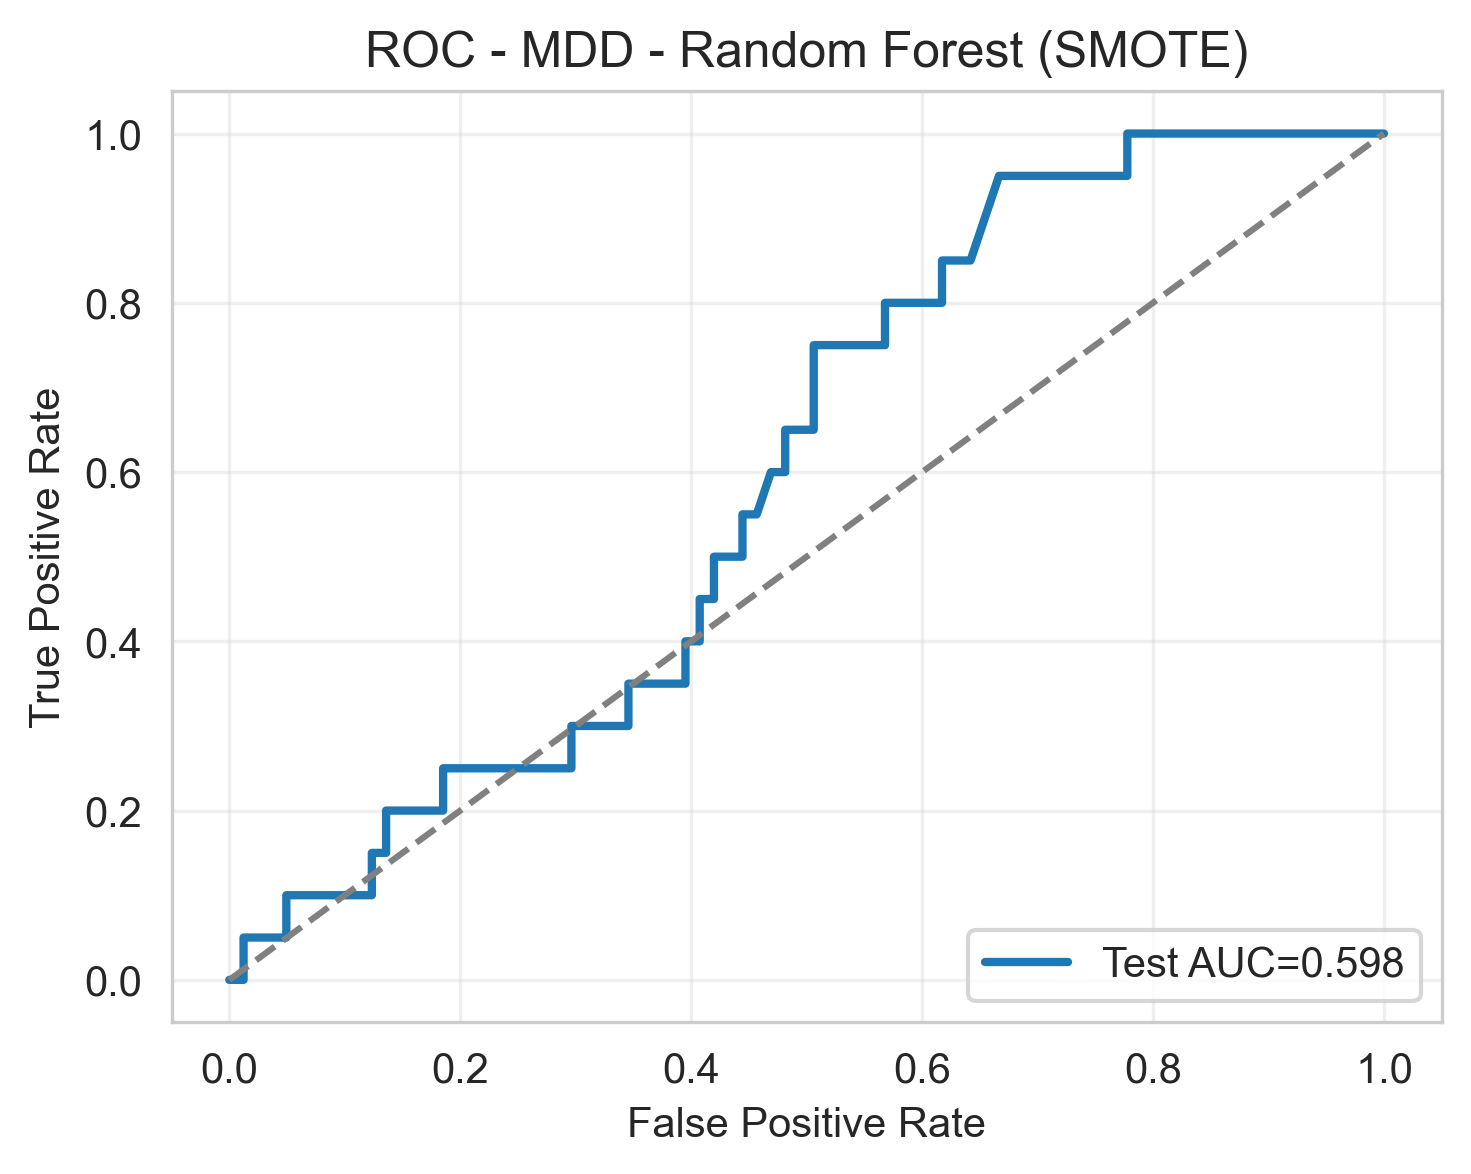 ROC - MDD - Random Forest (SMOTE)
True Positive Rate
1.0
0.8
0.6
0.4
0.2
0.0
Test AUC=0.598
0.0 0.2 0.4 0.6 0.8 1.0
False Positive Rate